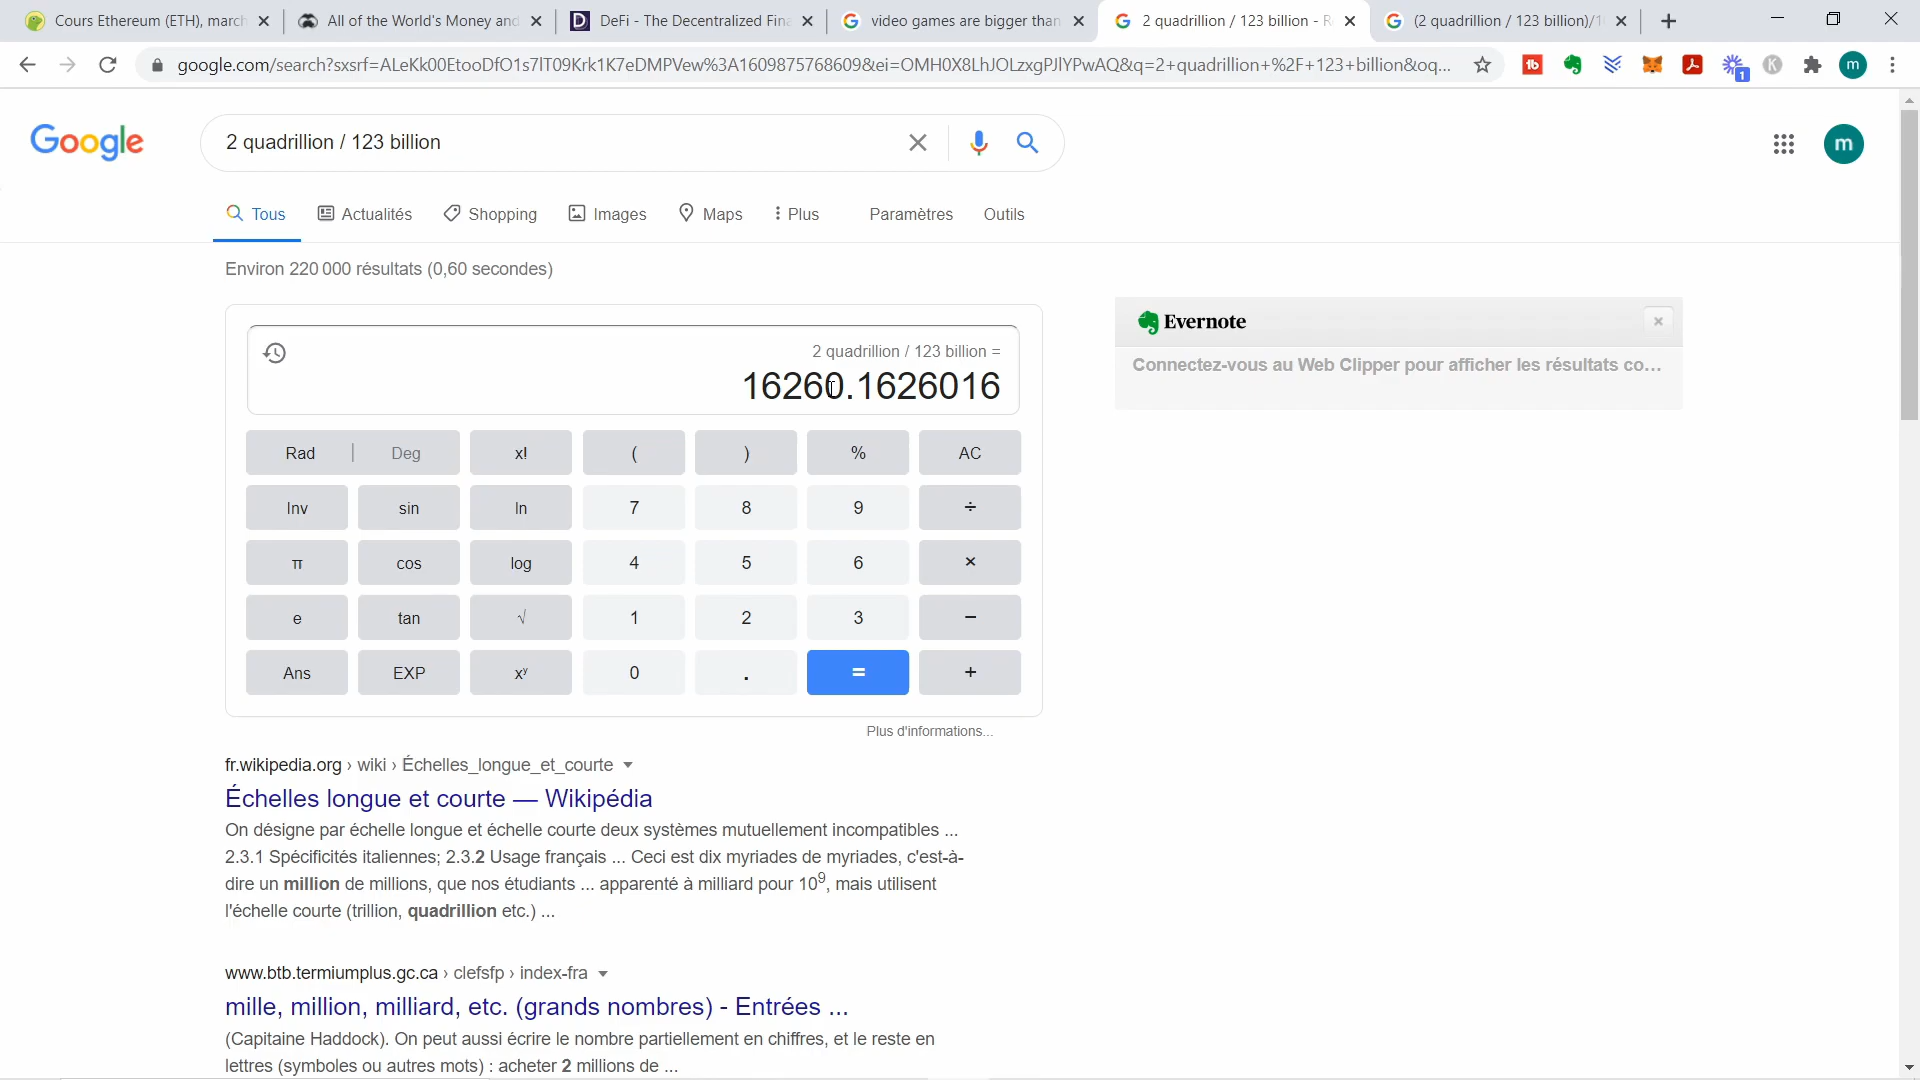 Cours Ethereum (ETH), march
All of the World's Money and
DeFi - The Decentralized Fina
video games are bigger than
2 quadrillion / 123 billion - R
(2 quadrillion / 123 billion)/1
google.com/search?sxsrf=ALeKk00EtooDfO1s7lT09Krk1K7eDMPVew%3A1609875768609&ei=OMH0X8LhJOLzxgPJlYPwAQ&q=2+quadrillion+%2F+123+billion&oq...
1b
1
K
m
Google
2 quadrillion / 123 billion
m
Tous
Actualités
Shopping
Images
Maps
Plus
Paramètres
Outils
Environ 220 000 résultats (0,60 secondes)
2 quadrillion / 123 billion =
16260.1626016
Rad | Deg x! ( ) % AC
Inv sin ln 7 8 9 ÷
π cos log 4 5 6 ×
e tan √ 1 2 3 −
Ans EXP xʸ 0 . = +
Plus d'informations...
Evernote
Connectez-vous au Web Clipper pour afficher les résultats co...
fr.wikipedia.org › wiki › Échelles_longue_et_courte
Échelles longue et courte — Wikipédia
On désigne par échelle longue et échelle courte deux systèmes mutuellement incompatibles ...
2.3.1 Spécificités italiennes; 2.3.2 Usage français ... Ceci est dix myriades de myriades, c'est-à-
dire un million de millions, que nos étudiants ... apparenté à milliard pour 10⁹, mais utilisent
l'échelle courte (trillion, quadrillion etc.) ...
www.btb.termiumplus.gc.ca › clefsfp › index-fra
mille, million, milliard, etc. (grands nombres) - Entrées ...
(Capitaine Haddock). On peut aussi écrire le nombre partiellement en chiffres, et le reste en
lettres (symboles ou autres mots) : acheter 2 millions de ...